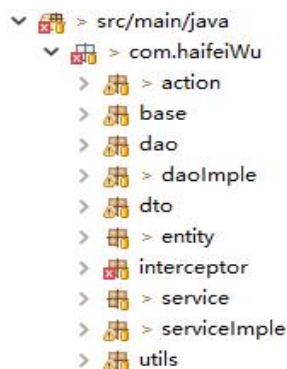 > src/main/java
> com.haifeiWu
> action
base
dao
> daoImple
dto
> entity
interceptor
> service
> serviceImple
utils